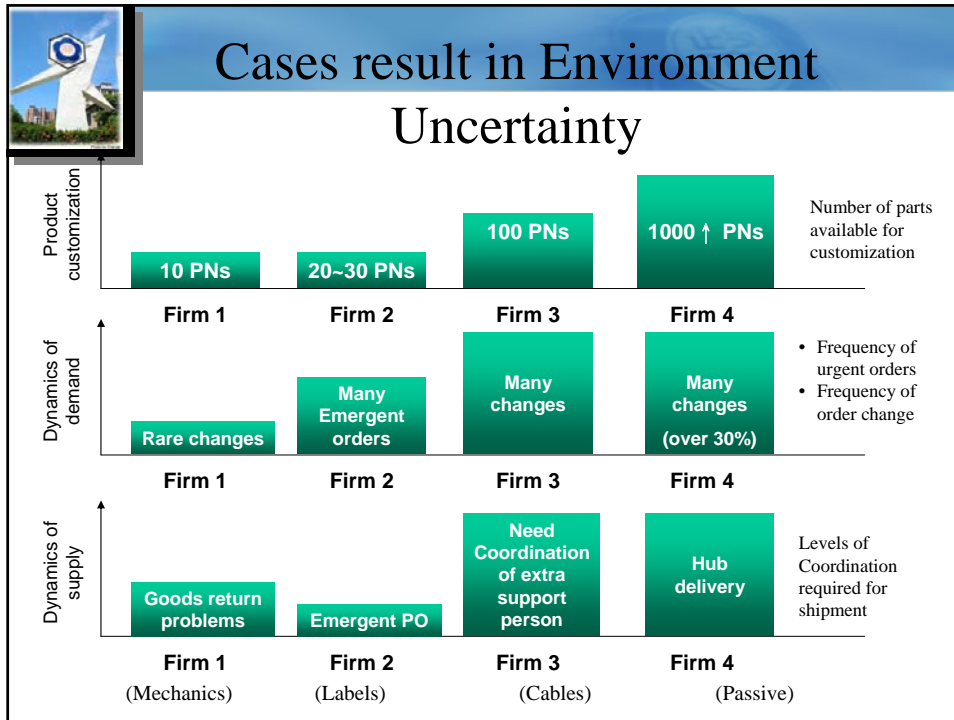 Cases result in Environment
Uncertainty
Product
customization
10 PNs
20~30 PNs
100 PNs
1000 ↑ PNs
Number of parts
available for
customization
Firm 1
Firm 2
Firm 3
Firm 4
Dynamics of
demand
Rare changes
Many
Emergent
orders
Many
changes
Many
changes
(over 30%)
• Frequency of
urgent orders
• Frequency of
order change
Firm 1
Firm 2
Firm 3
Firm 4
Dynamics of
supply
Goods return
problems
Emergent PO
Need
Coordination
of extra
support
person
Hub
delivery
Levels of
Coordination
required for
shipment
Firm 1
Firm 2
Firm 3
Firm 4
(Mechanics)
(Labels)
(Cables)
(Passive)